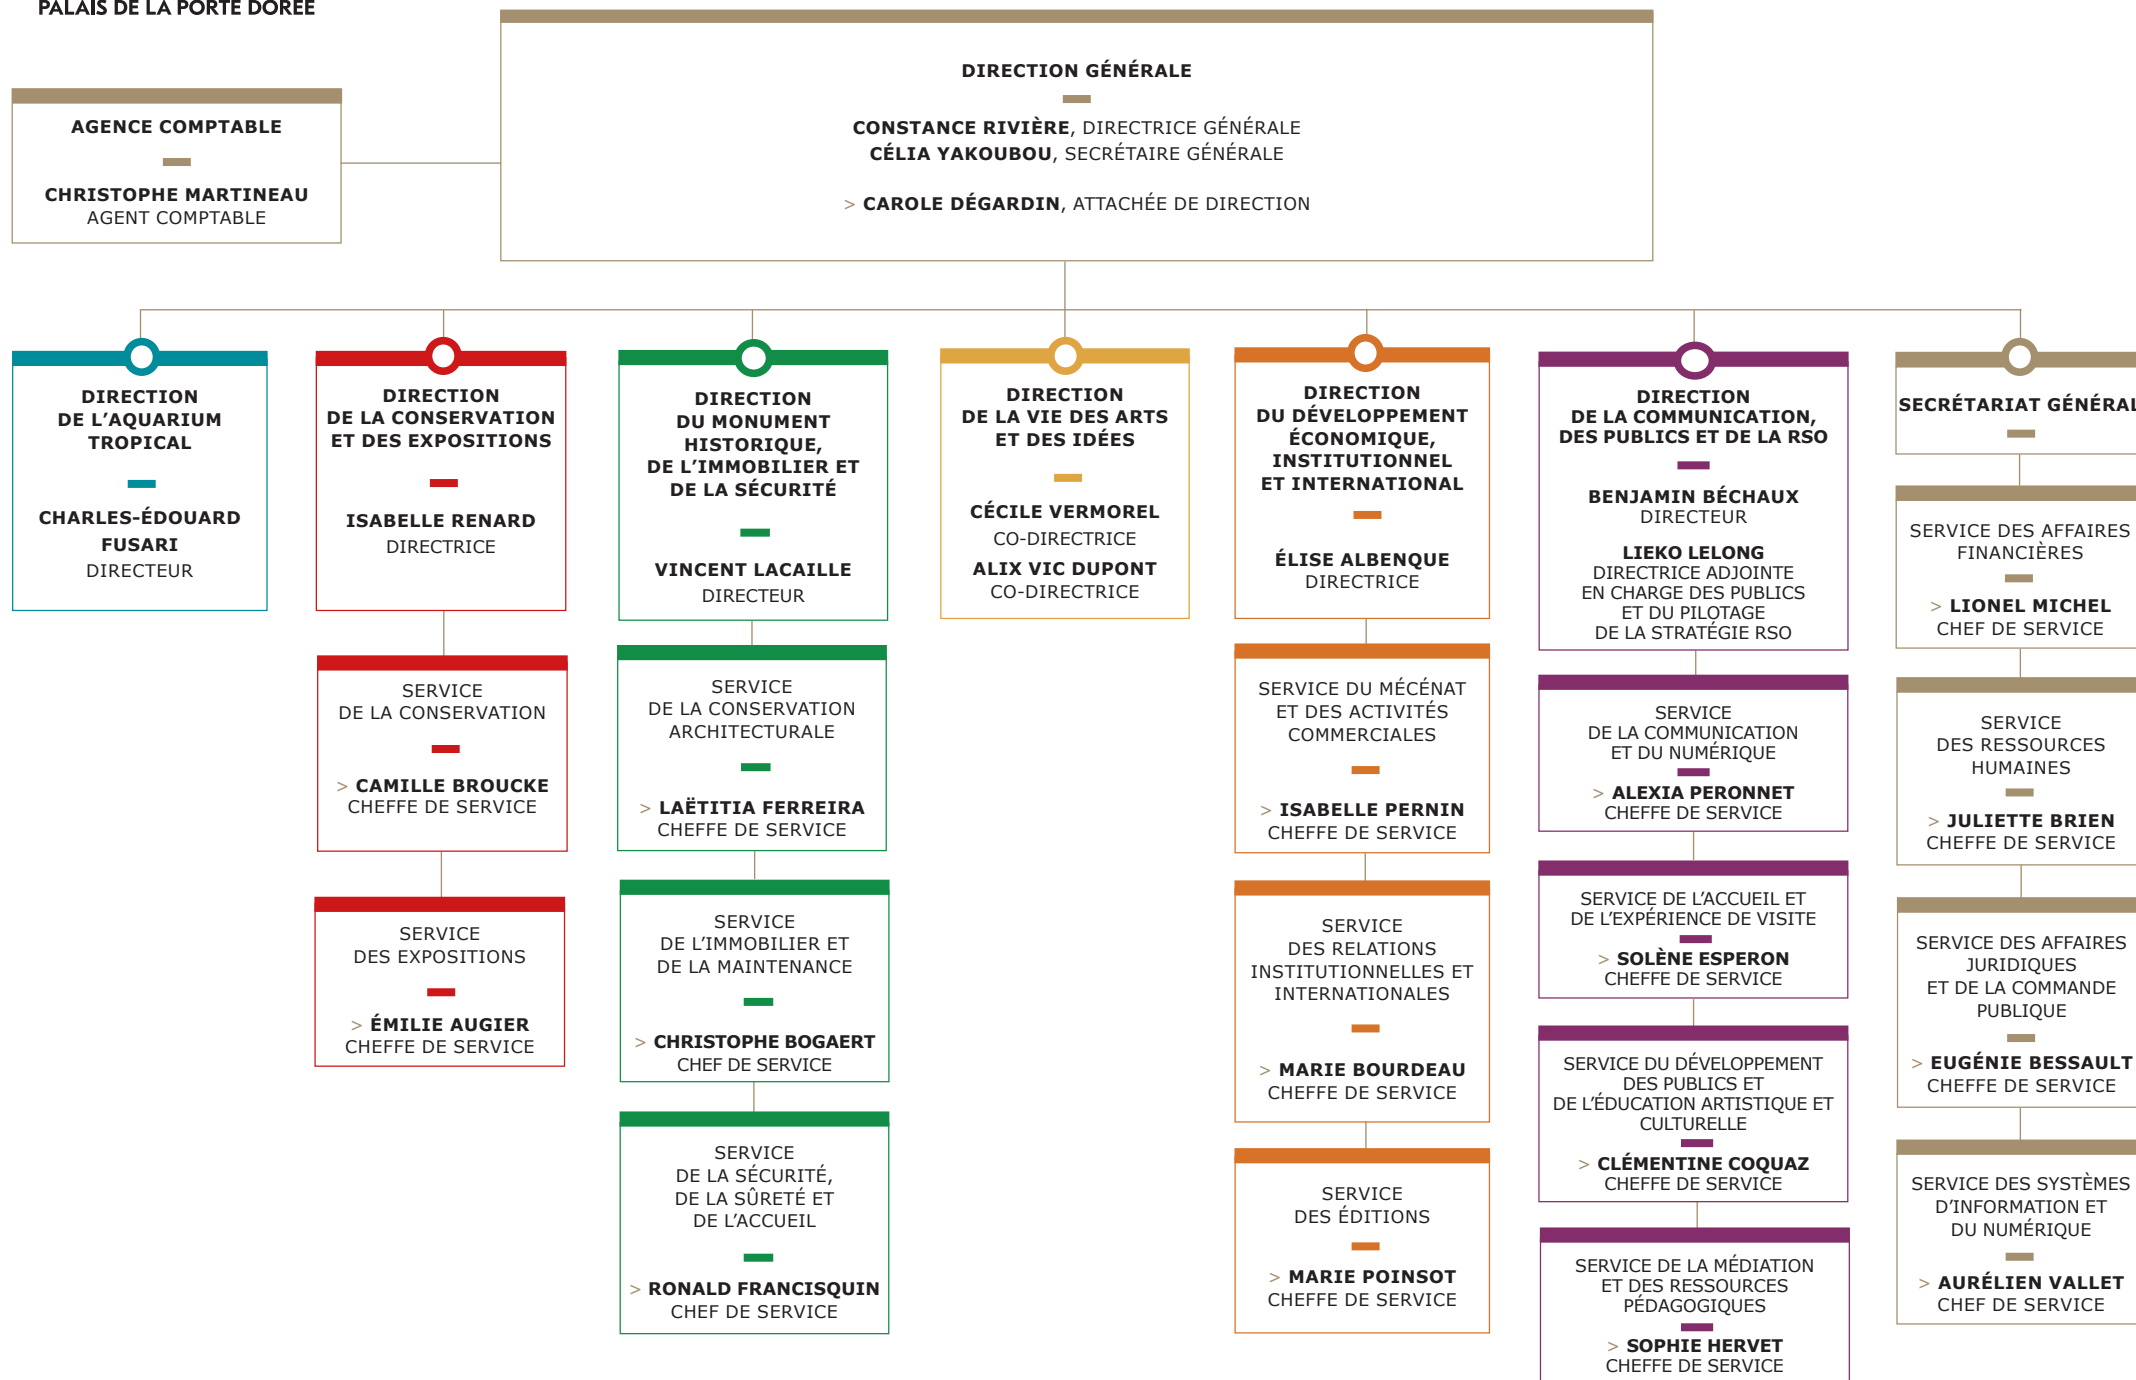 PALAIS DE LA PORTE DORÉE
DIRECTION GÉNÉRALE
CONSTANCE RIVIÈRE, DIRECTRICE GÉNÉRALE
CÉLIA YAKOUBOU, SECRÉTAIRE GÉNÉRALE
> CAROLE DÉGARDIN, ATTACHÉE DE DIRECTION
AGENCE COMPTABLE
CHRISTOPHE MARTINEAU
AGENT COMPTABLE
DIRECTION
DE L'AQUARIUM
TROPICAL
CHARLES-ÉDOUARD
FUSARI
DIRECTEUR
DIRECTION
DE LA CONSERVATION
ET DES EXPOSITIONS
ISABELLE RENARD
DIRECTRICE
SERVICE
DE LA CONSERVATION
> CAMILLE BROUCKE
CHEFFE DE SERVICE
SERVICE
DES EXPOSITIONS
> ÉMILIE AUGIER
CHEFFE DE SERVICE
DIRECTION
DU MONUMENT
HISTORIQUE,
DE L'IMMOBILIER ET
DE LA SÉCURITÉ
VINCENT LACAILLE
DIRECTEUR
SERVICE
DE LA CONSERVATION
ARCHITECTURALE
> LAËTITIA FERREIRA
CHEFFE DE SERVICE
SERVICE
DE L'IMMOBILIER ET
DE LA MAINTENANCE
> CHRISTOPHE BOGAERT
CHEF DE SERVICE
SERVICE
DE LA SÉCURITÉ,
DE LA SÛRETÉ ET
DE L'ACCUEIL
> RONALD FRANCISQUIN
CHEF DE SERVICE
DIRECTION
DE LA VIE DES ARTS
ET DES IDÉES
CÉCILE VERMOREL
CO-DIRECTRICE
ALIX VIC DUPONT
CO-DIRECTRICE
DIRECTION
DU DÉVELOPPEMENT
ÉCONOMIQUE,
INSTITUTIONNEL
ET INTERNATIONAL
ÉLISE ALBENQUE
DIRECTRICE
SERVICE DU MÉCÉNAT
ET DES ACTIVITÉS
COMMERCIALES
> ISABELLE PERNIN
CHEFFE DE SERVICE
SERVICE
DES RELATIONS
INSTITUTIONNELLES ET
INTERNATIONALES
> MARIE BOURDEAU
CHEFFE DE SERVICE
SERVICE
DES ÉDITIONS
> MARIE POINSOT
CHEFFE DE SERVICE
DIRECTION
DE LA COMMUNICATION,
DES PUBLICS ET DE LA RSO
BENJAMIN BÉCHAUX
DIRECTEUR
LIEKO LELONG
DIRECTRICE ADJOINTE
EN CHARGE DES PUBLICS
ET DU PILOTAGE
DE LA STRATÉGIE RSO
SERVICE
DE LA COMMUNICATION
ET DU NUMÉRIQUE
> ALEXIA PERONNET
CHEFFE DE SERVICE
SERVICE DE L'ACCUEIL ET
DE L'EXPÉRIENCE DE VISITE
> SOLÈNE ESPERON
CHEFFE DE SERVICE
SERVICE DU DÉVELOPPEMENT
DES PUBLICS ET
DE L'ÉDUCATION ARTISTIQUE ET
CULTURELLE
> CLÉMENTINE COQUAZ
CHEFFE DE SERVICE
SERVICE DE LA MÉDIATION
ET DES RESSOURCES
PÉDAGOGIQUES
> SOPHIE HERVET
CHEFFE DE SERVICE
SECRÉTARIAT GÉNÉRAL
SERVICE DES AFFAIRES
FINANCIÈRES
> LIONEL MICHEL
CHEF DE SERVICE
SERVICE
DES RESSOURCES
HUMAINES
> JULIETTE BRIEN
CHEFFE DE SERVICE
SERVICE DES AFFAIRES
JURIDIQUES
ET DE LA COMMANDE
PUBLIQUE
> EUGÉNIE BESSAULT
CHEFFE DE SERVICE
SERVICE DES SYSTÈMES
D'INFORMATION ET
DU NUMÉRIQUE
> AURÉLIEN VALLET
CHEF DE SERVICE